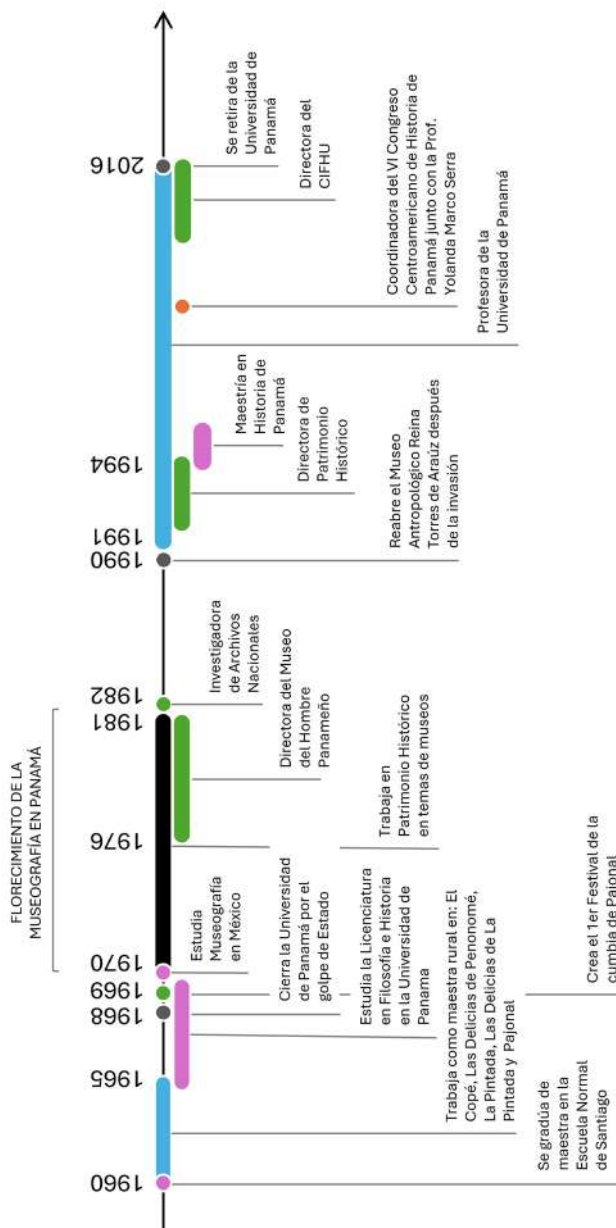 FLORECIMIENTO DE LA
MUSEOGRAFÍA EN PANAMÁ
1960
1965
1968
1969
1970
1976
1981
1982
1990
1991
1994
2016
Se gradúa de
maestra en la
Escuela Normal
de Santiago
Trabaja como maestra rural en: El
Copé, Las Delicias de Penonomé,
La Pintada, Las Delicias de La
Pintada y Pajonal
Estudia la Licenciatura
en Filosofía e Historia
en la Universidad de
Panama
Cierra la Universidad
de Panamá por el
golpe de Estado
Crea el 1er Festival de la
cumbia de Pajonal
Estudia
Museografía
en México
Trabaja en
Patrimonio Histórico
en temas de museos
Directora del Museo
del Hombre
Panameño
Investigadora
de Archivos
Nacionales
Reabre el Museo
Antropológico Reina
Torres de Araúz después
de la invasión
Directora de
Patrimonio
Histórico
Maestría en
Historia de
Panamá
Profesora de la
Universidad de Panamá
Coordinadora del VI Congreso
Centroamericano de Historia de
Panamá junto con la Prof.
Yolanda Marco Serra
Directora del
CIFHU
Se retira de la
Universidad de
Panamá